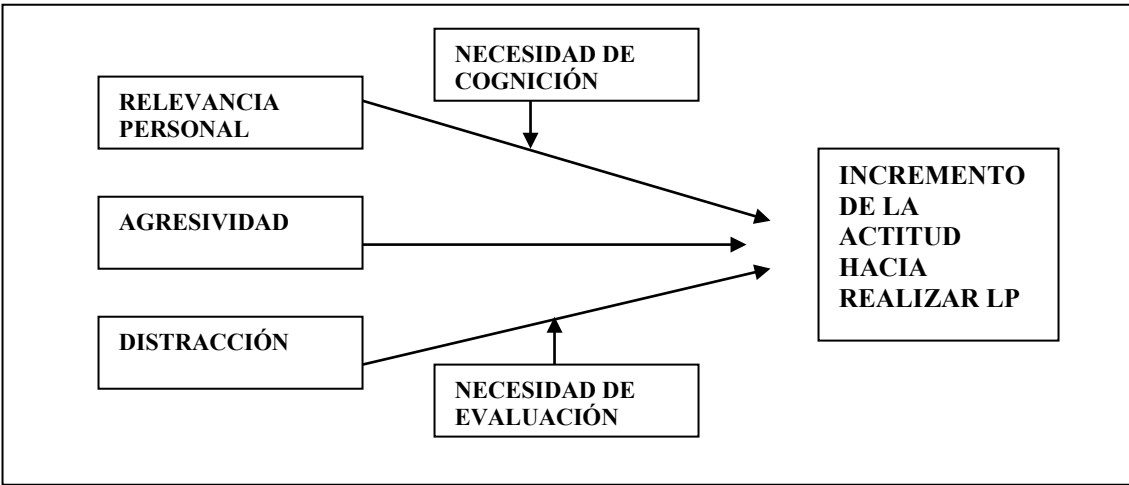 NECESIDAD DE
COGNICIÓN
RELEVANCIA
PERSONAL
AGRESIVIDAD
DISTRACCIÓN
NECESIDAD DE
EVALUACIÓN
INCREMENTO
DE LA
ACTITUD
HACIA
REALIZAR LP